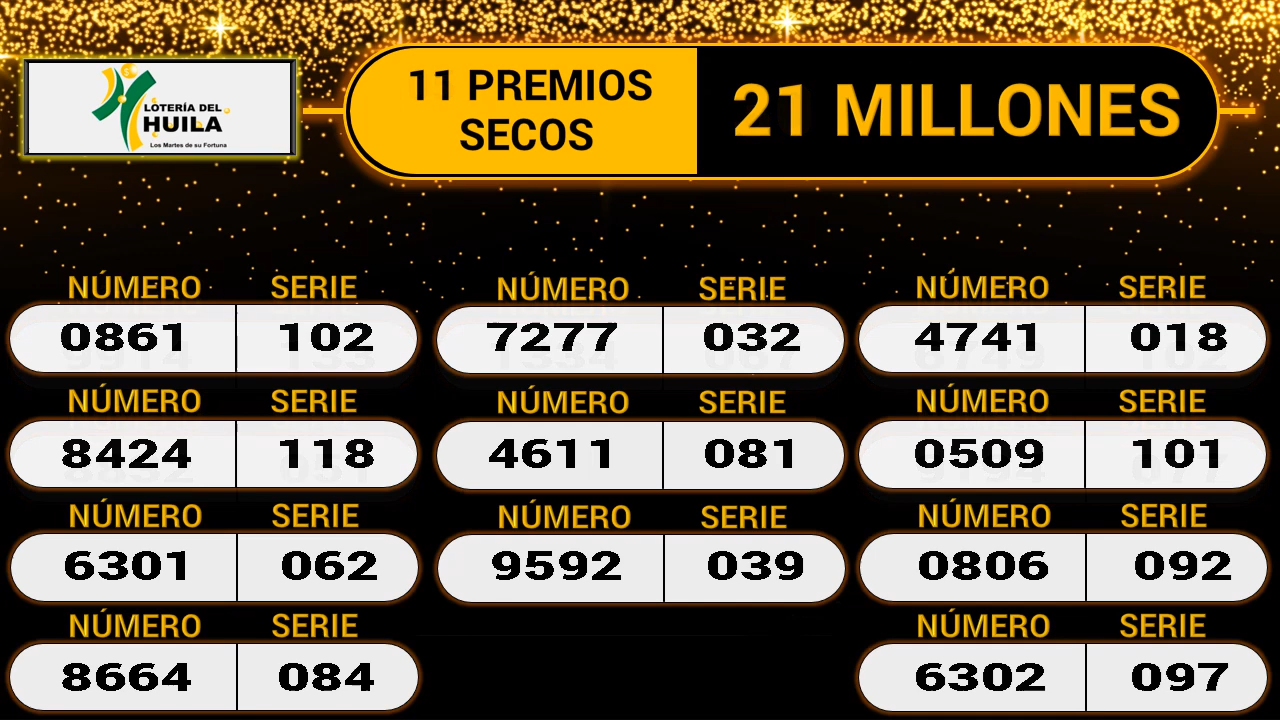 LOTERÍA DEL
HUILA
Los Martes de su Fortuna
11 PREMIOS
SECOS
21 MILLONES
NÚMERO SERIE NÚMERO SERIE NÚMERO SERIE
0861 102 7277 032 4741 018
NÚMERO SERIE NÚMERO SERIE NÚMERO SERIE
8424 118 4611 081 0509 101
NÚMERO SERIE NÚMERO SERIE NÚMERO SERIE
6301 062 9592 039 0806 092
NÚMERO SERIE NÚMERO SERIE
8664 084 6302 097